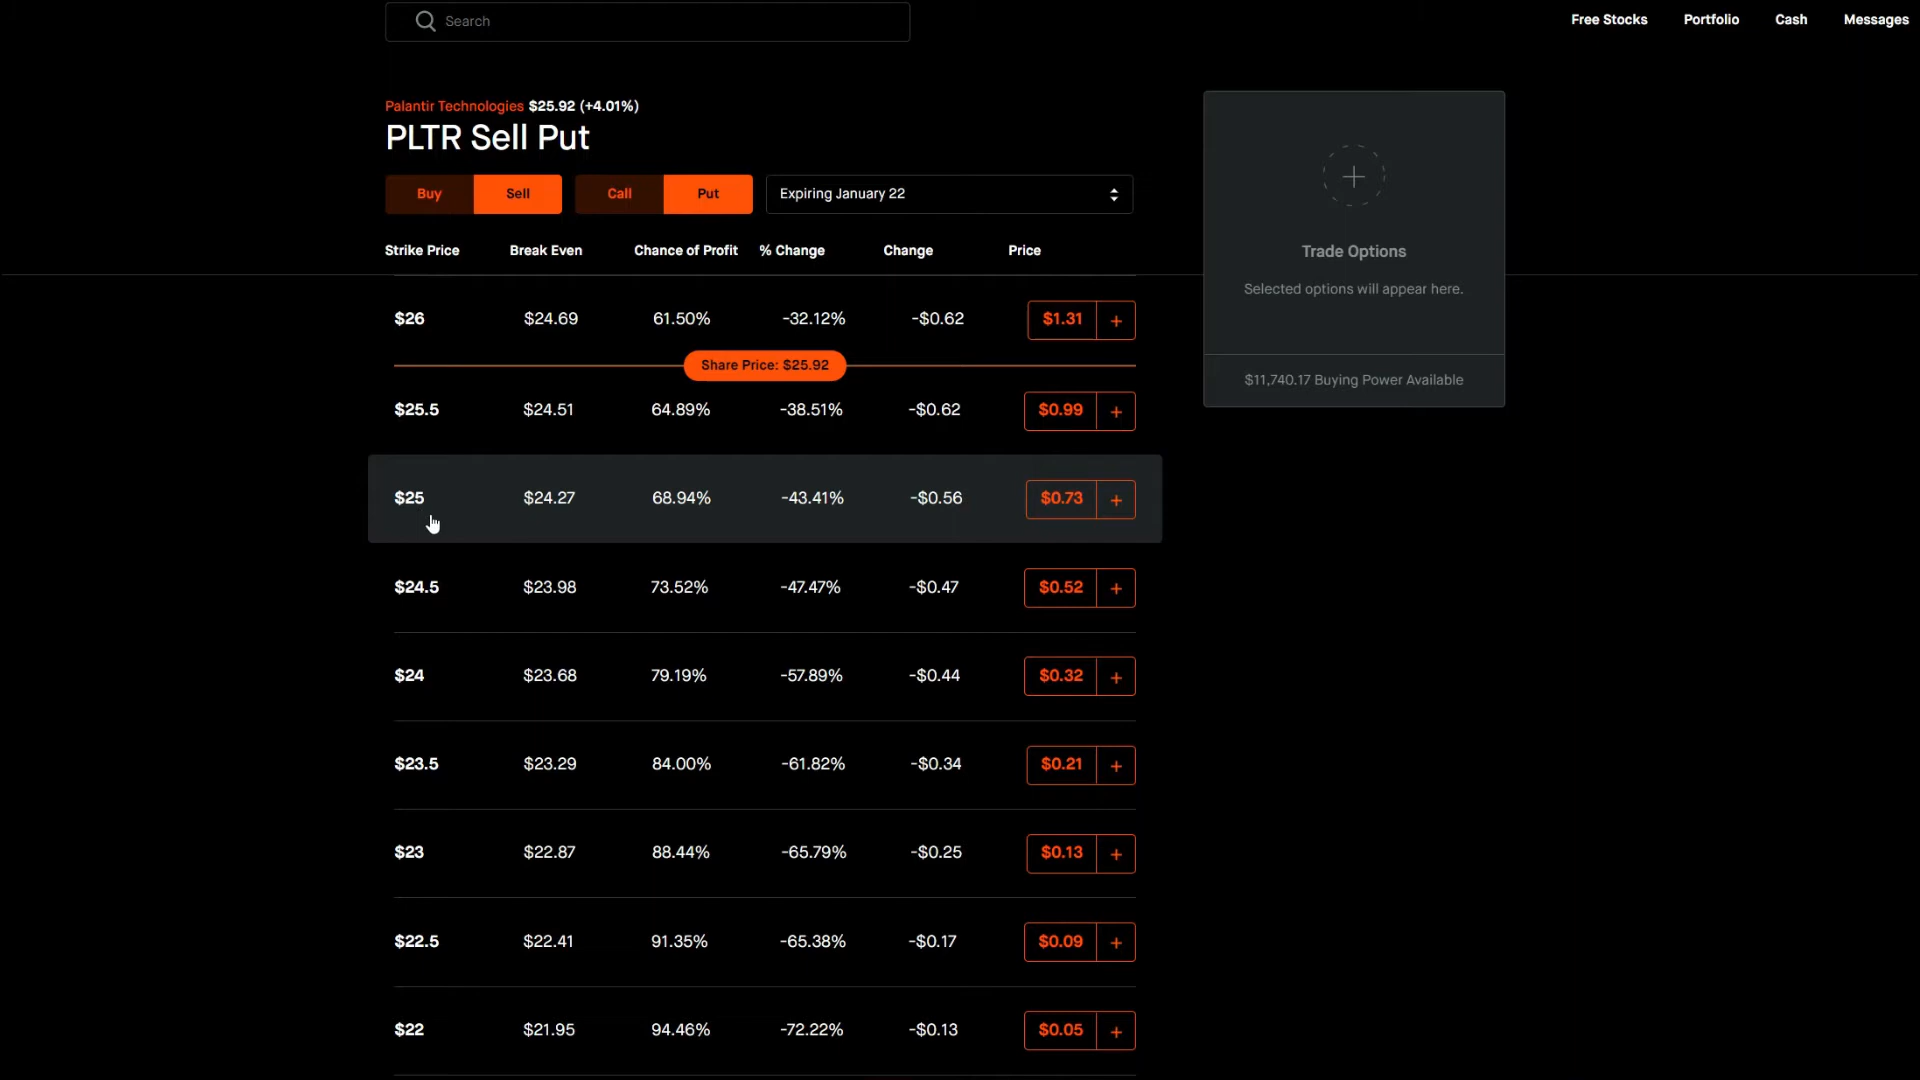 Search
Free Stocks Portfolio Cash Messages
Palantir Technologies $25.92 (+4.01%)
PLTR Sell Put
Buy Sell Call Put Expiring January 22
Strike Price Break Even Chance of Profit % Change Change Price
$26 $24.69 61.50% -32.12% -$0.62 $1.31 +
Share Price: $25.92
$25.5 $24.51 64.89% -38.51% -$0.62 $0.99 +
$25 $24.27 68.94% -43.41% -$0.56 $0.73 +
$24.5 $23.98 73.52% -47.47% -$0.47 $0.52 +
$24 $23.68 79.19% -57.89% -$0.44 $0.32 +
$23.5 $23.29 84.00% -61.82% -$0.34 $0.21 +
$23 $22.87 88.44% -65.79% -$0.25 $0.13 +
$22.5 $22.41 91.35% -65.38% -$0.17 $0.09 +
$22 $21.95 94.46% -72.22% -$0.13 $0.05 +
Trade Options
Selected options will appear here.
$11,740.17 Buying Power Available